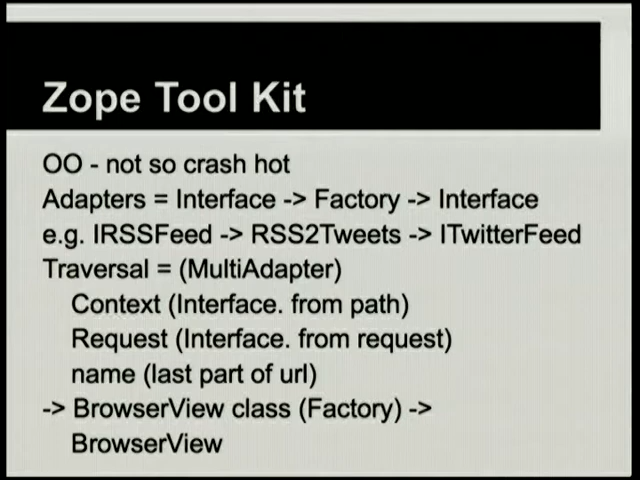 Zope Tool Kit
OO - not so crash hot
Adapters = Interface -> Factory -> Interface
e.g. IRSSFeed -> RSS2Tweets -> ITwitterFeed
Traversal = (MultiAdapter)
Context (Interface. from path)
Request (Interface. from request)
name (last part of url)
-> BrowserView class (Factory) ->
BrowserView